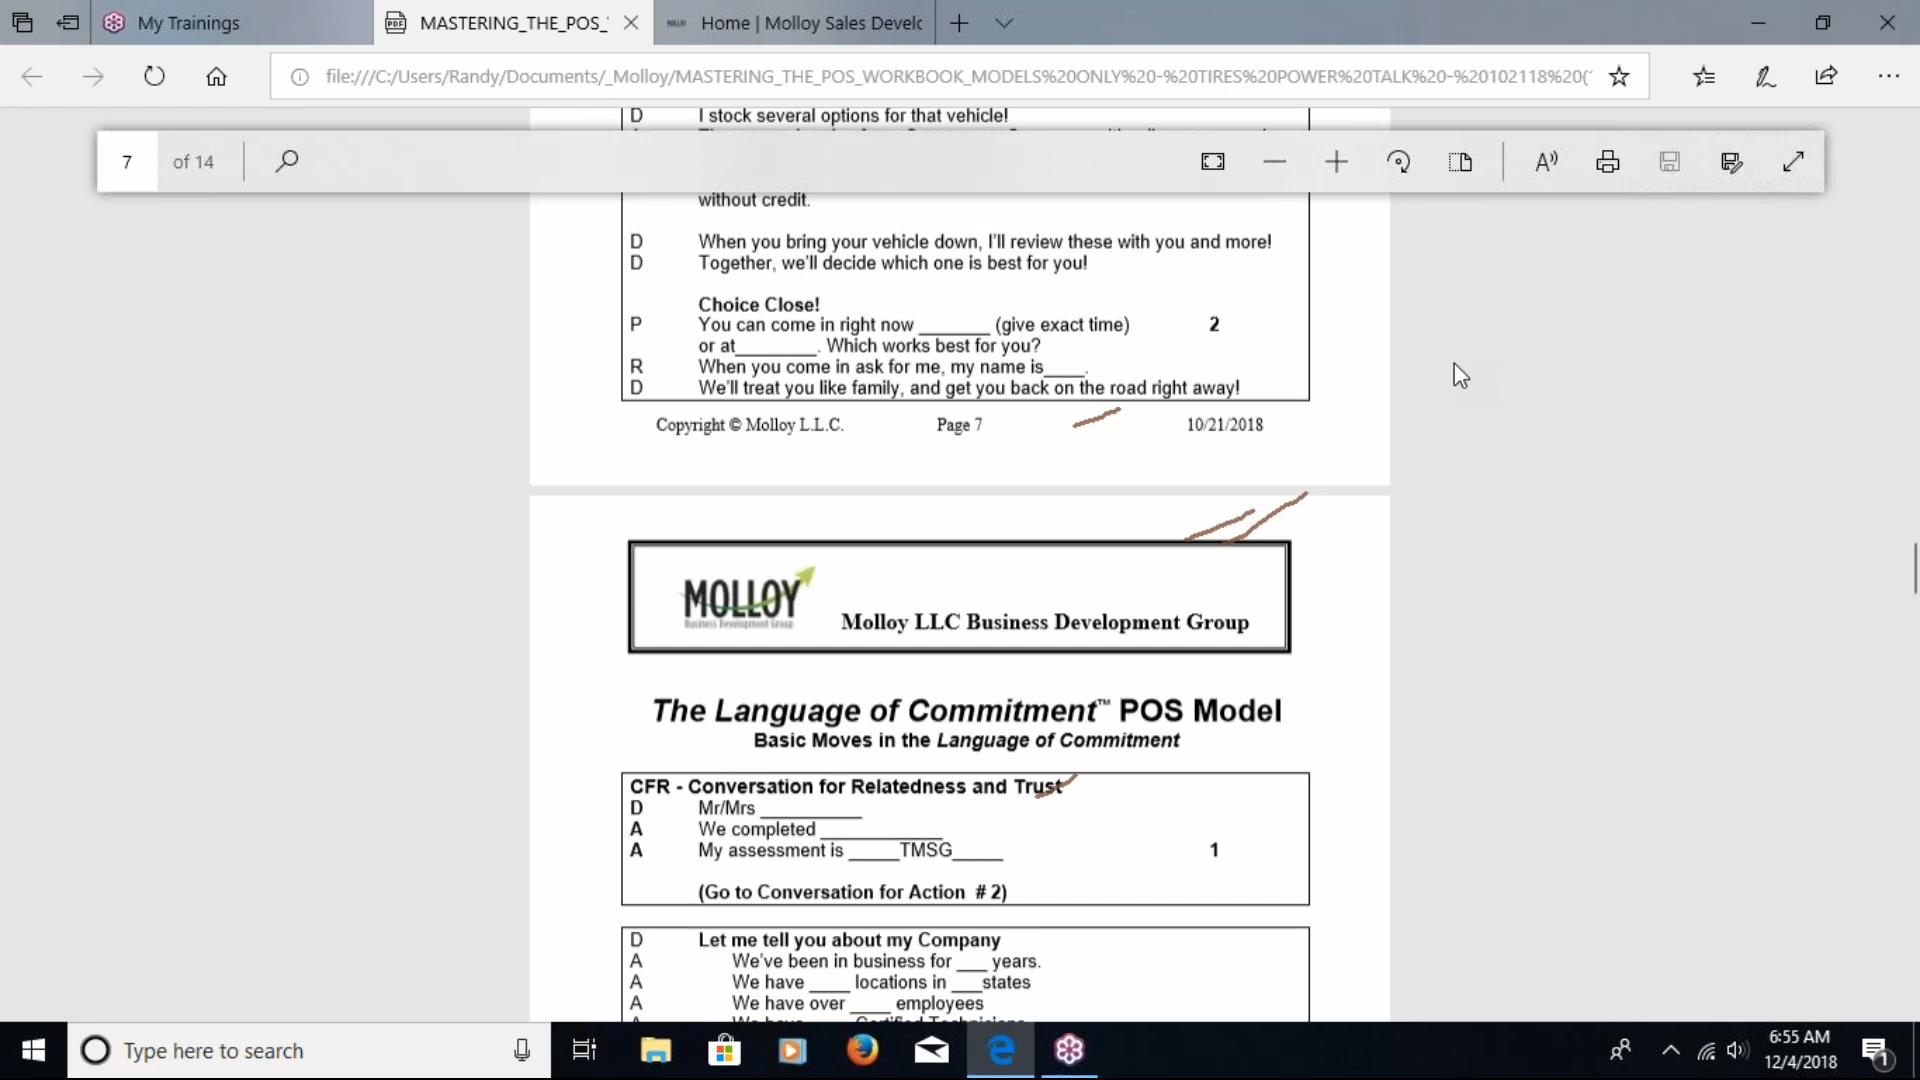 My Trainings
MASTERING_THE_POS_
Home | Molloy Sales Develc
file:///C:/Users/Randy/Documents/_Molloy/MASTERING_THE_POS_WORKBOOK_MODELS%20ONLY%20-%20TIRES%20POWER%20TALK%20-%20102118%20(
D I stock several options for that vehicle!
7 of 14
without credit.
D When you bring your vehicle down, I'll review these with you and more!
D Together, we'll decide which one is best for you!
Choice Close!
P You can come in right now _______ (give exact time) 2
or at________. Which works best for you?
R When you come in ask for me, my name is____.
D We'll treat you like family, and get you back on the road right away!
Copyright © Molloy L.L.C. Page 7 10/21/2018
MOLLOY
Business Development Group
Molloy LLC Business Development Group
The Language of Commitment™ POS Model
Basic Moves in the Language of Commitment
CFR - Conversation for Relatedness and Trust
D Mr/Mrs __________
A We completed ____________
A My assessment is _____TMSG_____ 1
(Go to Conversation for Action # 2)
D Let me tell you about my Company
A We've been in business for ___ years.
A We have ____ locations in ___states
A We have over ____ employees
Type here to search
6:55 AM
12/4/2018
1